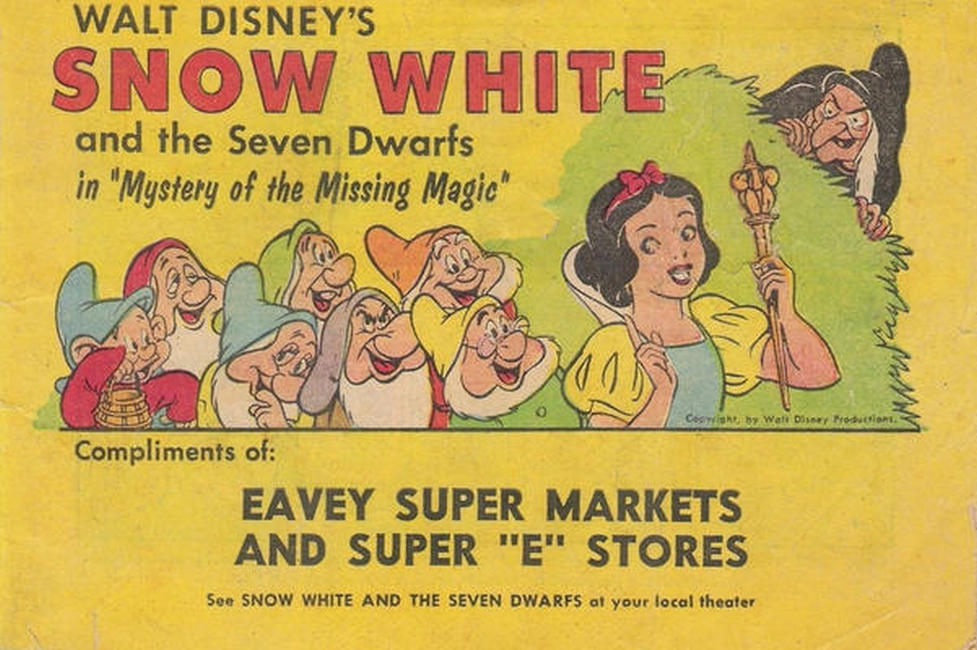 WALT DISNEY'S
SNOW WHITE
and the Seven Dwarfs
in "Mystery of the Missing Magic"
Copyright, by Walt Disney Productions.
Compliments of:
EAVEY SUPER MARKETS
AND SUPER "E" STORES
See SNOW WHITE AND THE SEVEN DWARFS at your local theater